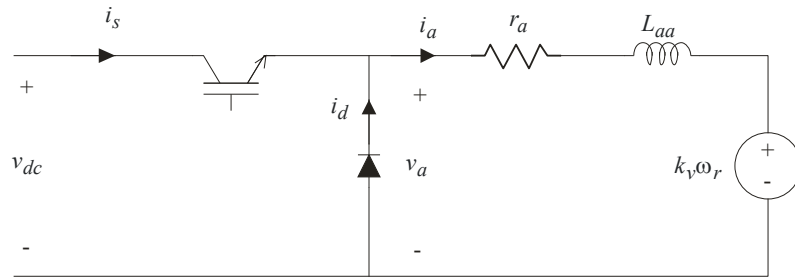 i_s
i_a
r_a
L_aa
+
+
i_d
v_dc
v_a
k_vω_r
+
-
-
-